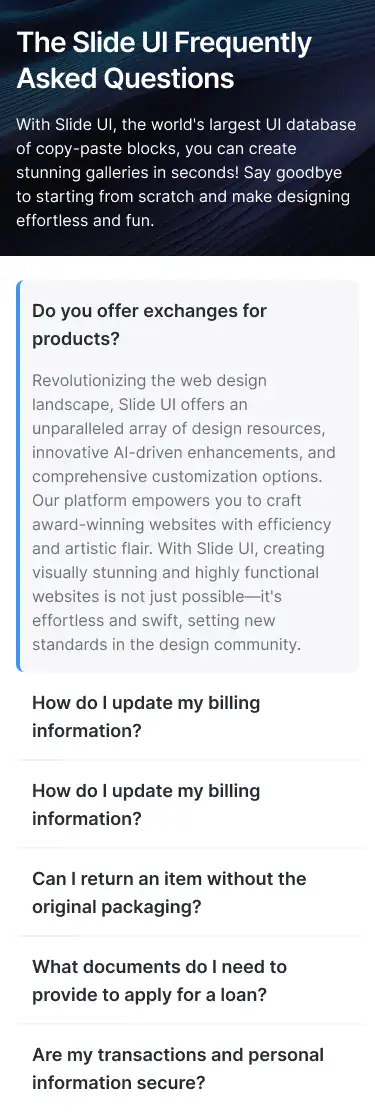 The Slide UI Frequently
Asked Questions
With Slide UI, the world's largest UI database
of copy-paste blocks, you can create
stunning galleries in seconds! Say goodbye
to starting from scratch and make designing
effortless and fun.
Do you offer exchanges for
products?
Revolutionizing the web design
landscape, Slide UI offers an
unparalleled array of design resources,
innovative AI-driven enhancements, and
comprehensive customization options.
Our platform empowers you to craft
award-winning websites with efficiency
and artistic flair. With Slide UI, creating
visually stunning and highly functional
websites is not just possible—it's
effortless and swift, setting new
standards in the design community.
How do I update my billing
information?
How do I update my billing
information?
Can I return an item without the
original packaging?
What documents do I need to
provide to apply for a loan?
Are my transactions and personal
information secure?